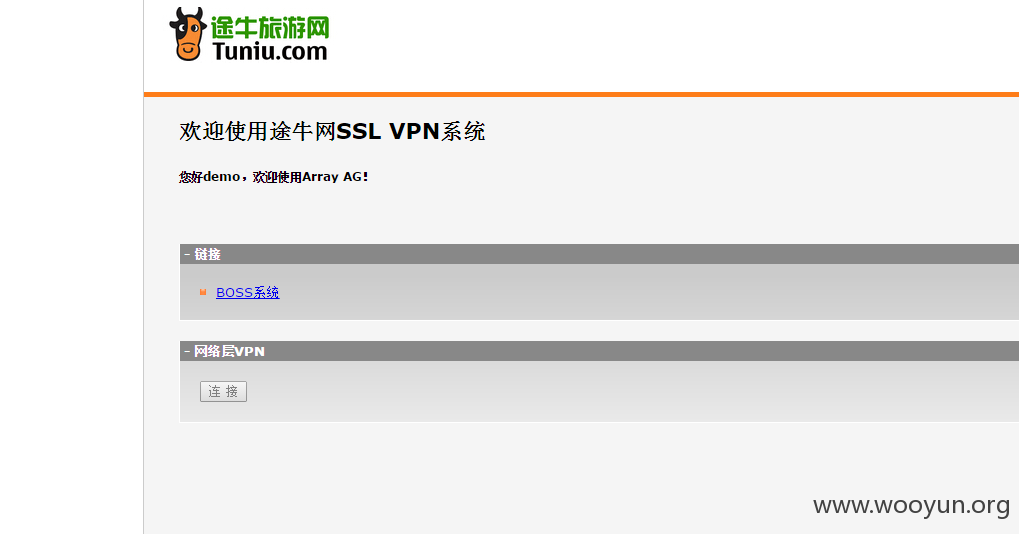 途牛旅游网
Tuniu.com
欢迎使用途牛网SSL VPN系统
您好demo，欢迎使用Array AG!
- 链接
BOSS系统
- 网络层VPN
连 接
www.wooyun.org